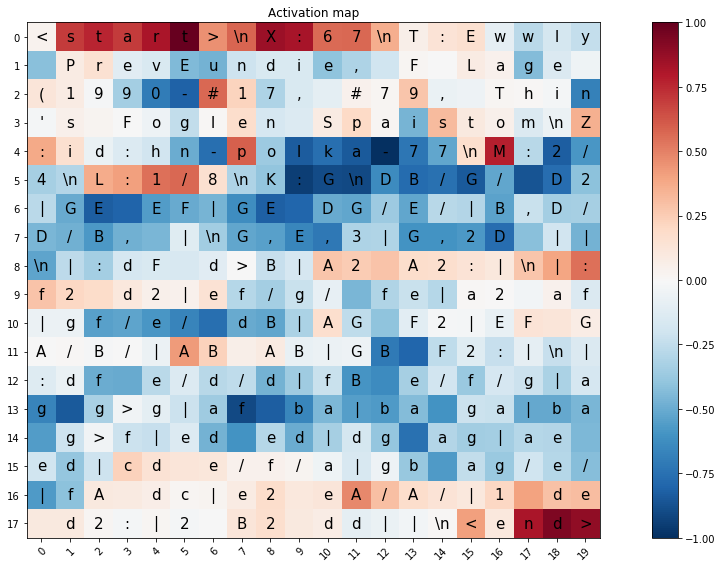 Activation map
0 < s t a r t > \n X : 6 7 \n T : E w w l y
1 P r e v E u n d i e , F L a g e
2 ( 1 9 9 0 - # 1 7 , # 7 9 , T h i n
3 ' s F o g l e n S p a i s t o m \n Z
4 : i d : h n - p o l k a - 7 7 \n M : 2 /
5 4 \n L : 1 / 8 \n K : G \n D B / G / D 2
6 | G E E F | G E D G / E / | B , D /
7 D / B , | \n G , E , 3 | G , 2 D | |
8 \n | : d F d > B | A 2 A 2 : | \n | :
9 f 2 d 2 | e f / g / f e | a 2 a f
10 | g f / e / d B | A G F 2 | E F G
11 A / B / | A B A B | G B F 2 : | \n |
12 : d f e / d / d | f B e / f / g | a
13 g g > g | a f b a | b a g a | b a
14 g > f | e d e d | d g a g | a e
15 e d | c d e / f / a | g b a g / e /
16 | f A d c | e 2 e A / A / | 1 d e
17 d 2 : | 2 B 2 d d | | \n < e n d >
0 1 2 3 4 5 6 7 8 9 10 11 12 13 14 15 16 17 18 19
1.00
0.75
0.50
0.25
0.00
−0.25
−0.50
−0.75
−1.00